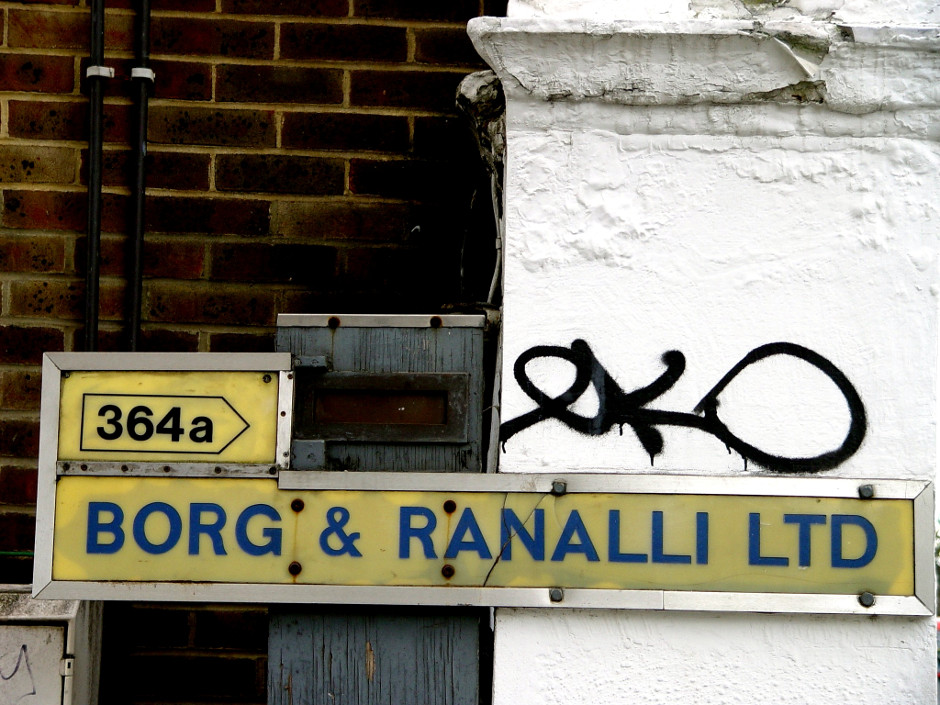 364a
BORG & RANALLI LTD